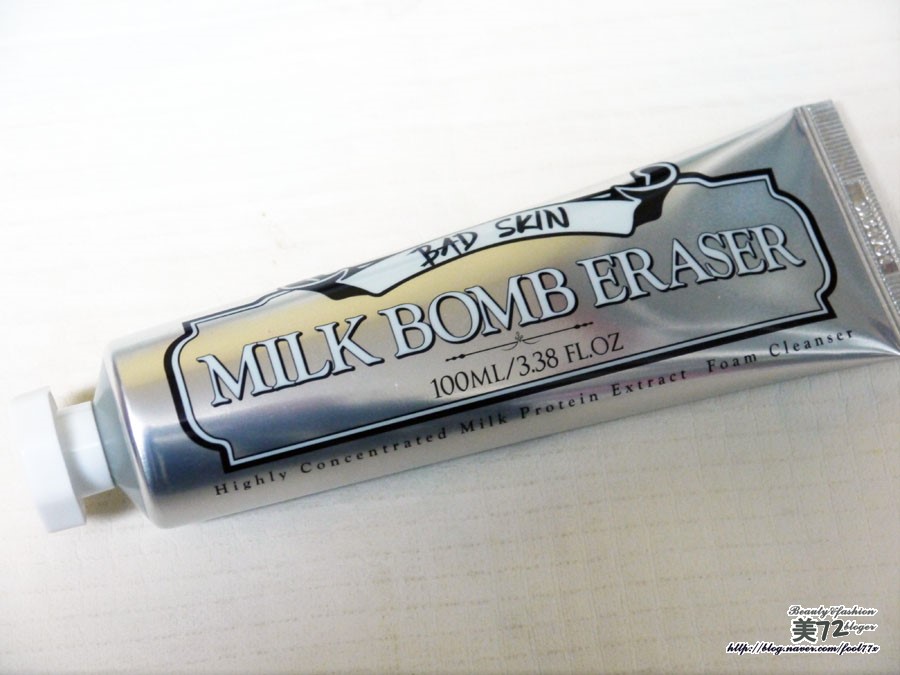 BAD SKIN
MILK BOMB ERASER
100ML/3.38 FL.OZ
Highly Concentrated Milk Protein Extract Foam Cleanser
Beauty&fashion
美72 bloger
http://blog.naver.com/fool77x